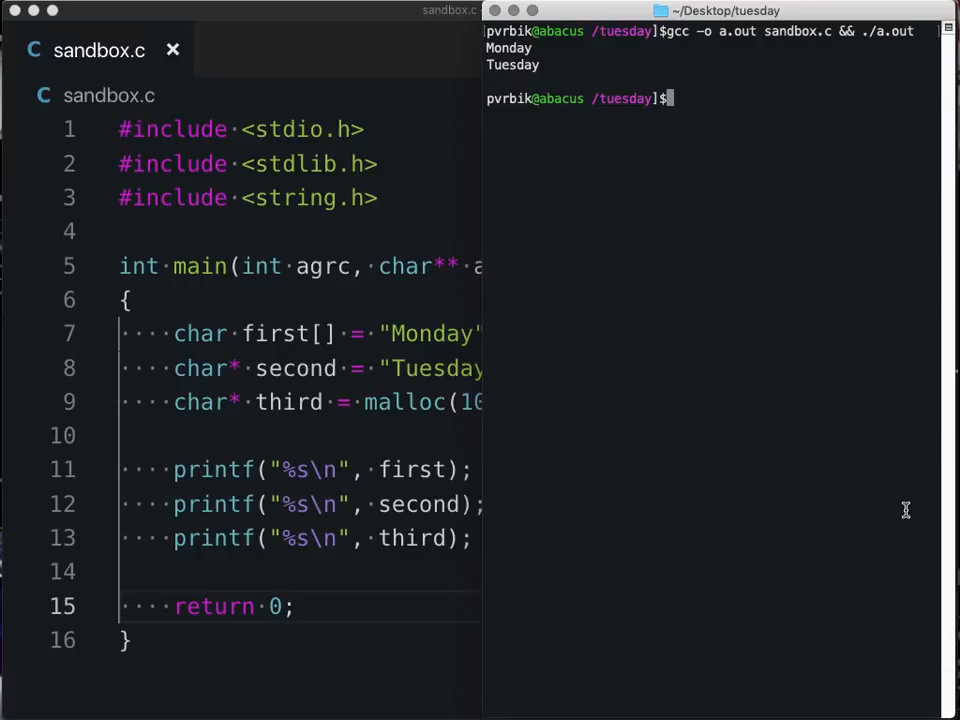 sandbox.c
~/Desktop/tuesday
sandbox.c
sandbox.c
1 #include <stdio.h>
2 #include <stdlib.h>
3 #include <string.h>
4
5 int main(int agrc, char** a
6 {
7 char first[] = "Monday"
8 char* second = "Tuesday
9 char* third = malloc(10
10
11 printf("%s\n", first);
12 printf("%s\n", second);
13 printf("%s\n", third);
14
15 return 0;
16 }
[pvrbik@abacus /tuesday]$gcc -o a.out sandbox.c && ./a.out
Monday
Tuesday
pvrbik@abacus /tuesday]$